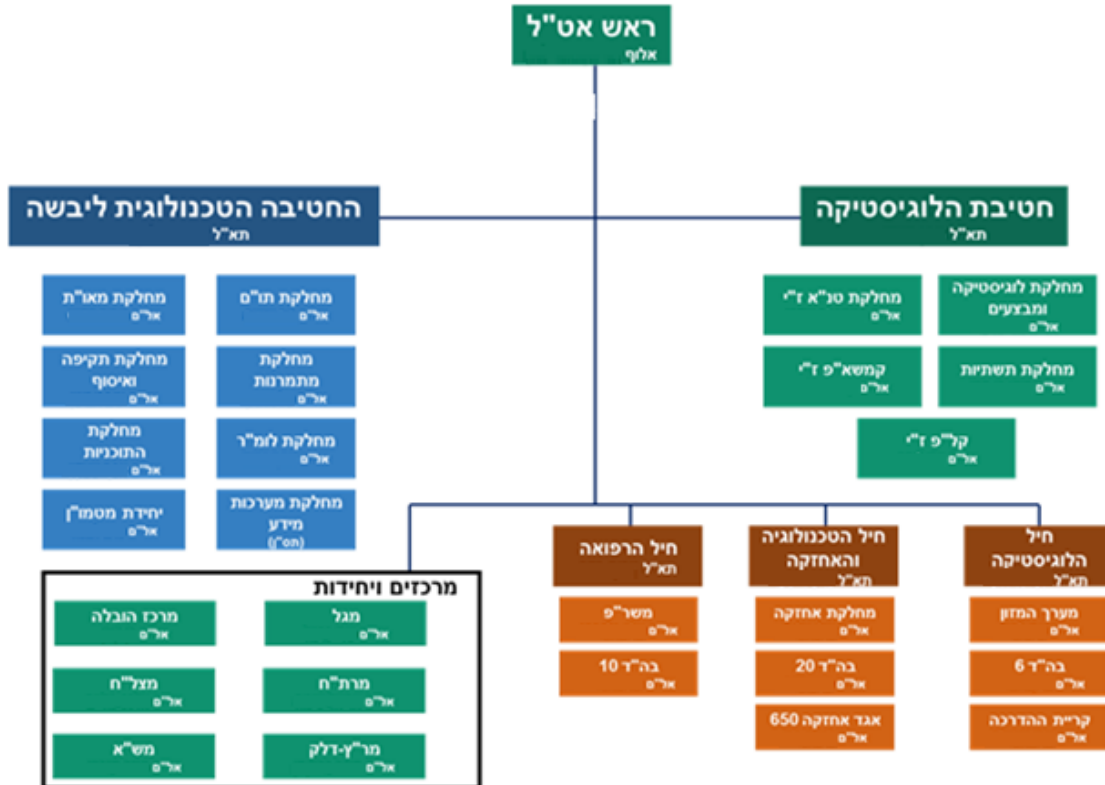 ראש אט"ל
אלוף
חטיבת הלוגיסטיקה
תא"ל
מחלקת לוגיסטיקה
ומבצעים
אל"ם
מחלקת טנ"א ז"י
אל"ם
מחלקת תשתיות
אל"ם
קמשא"פ ז"י
אל"ם
קל"פ ז"י
אל"ם
החטיבה הטכנולוגית ליבשה
תא"ל
מחלקת תו"ם
אל"ם
מחלקת מאו"ת
אל"ם
מחלקת
מתמרנות
אל"ם
מחלקת תקיפה
ואיסוף
אל"ם
מחלקת לומ"ר
אל"ם
מחלקת
התוכניות
אל"ם
מחלקת מערכות
מידע
(תס"ן)
יחידת מטמו"ן
אל"ם
חיל
הלוגיסטיקה
תא"ל
מערך המזון
אל"ם
בה"ד 6
אל"ם
קריית ההדרכה
אל"ם
חיל הטכנולוגיה
והאחזקה
תא"ל
מחלקת אחזקה
אל"ם
בה"ד 20
אל"ם
אגד אחזקה 650
אל"ם
חיל הרפואה
תא"ל
משר"פ
אל"ם
בה"ד 10
אל"ם
מרכזים ויחידות
מגל
אל"ם
מרכז הובלה
אל"ם
מרת"ח
אל"ם
מצל"ח
אל"ם
מר"ץ-דלק
אל"ם
מש"א
אל"ם